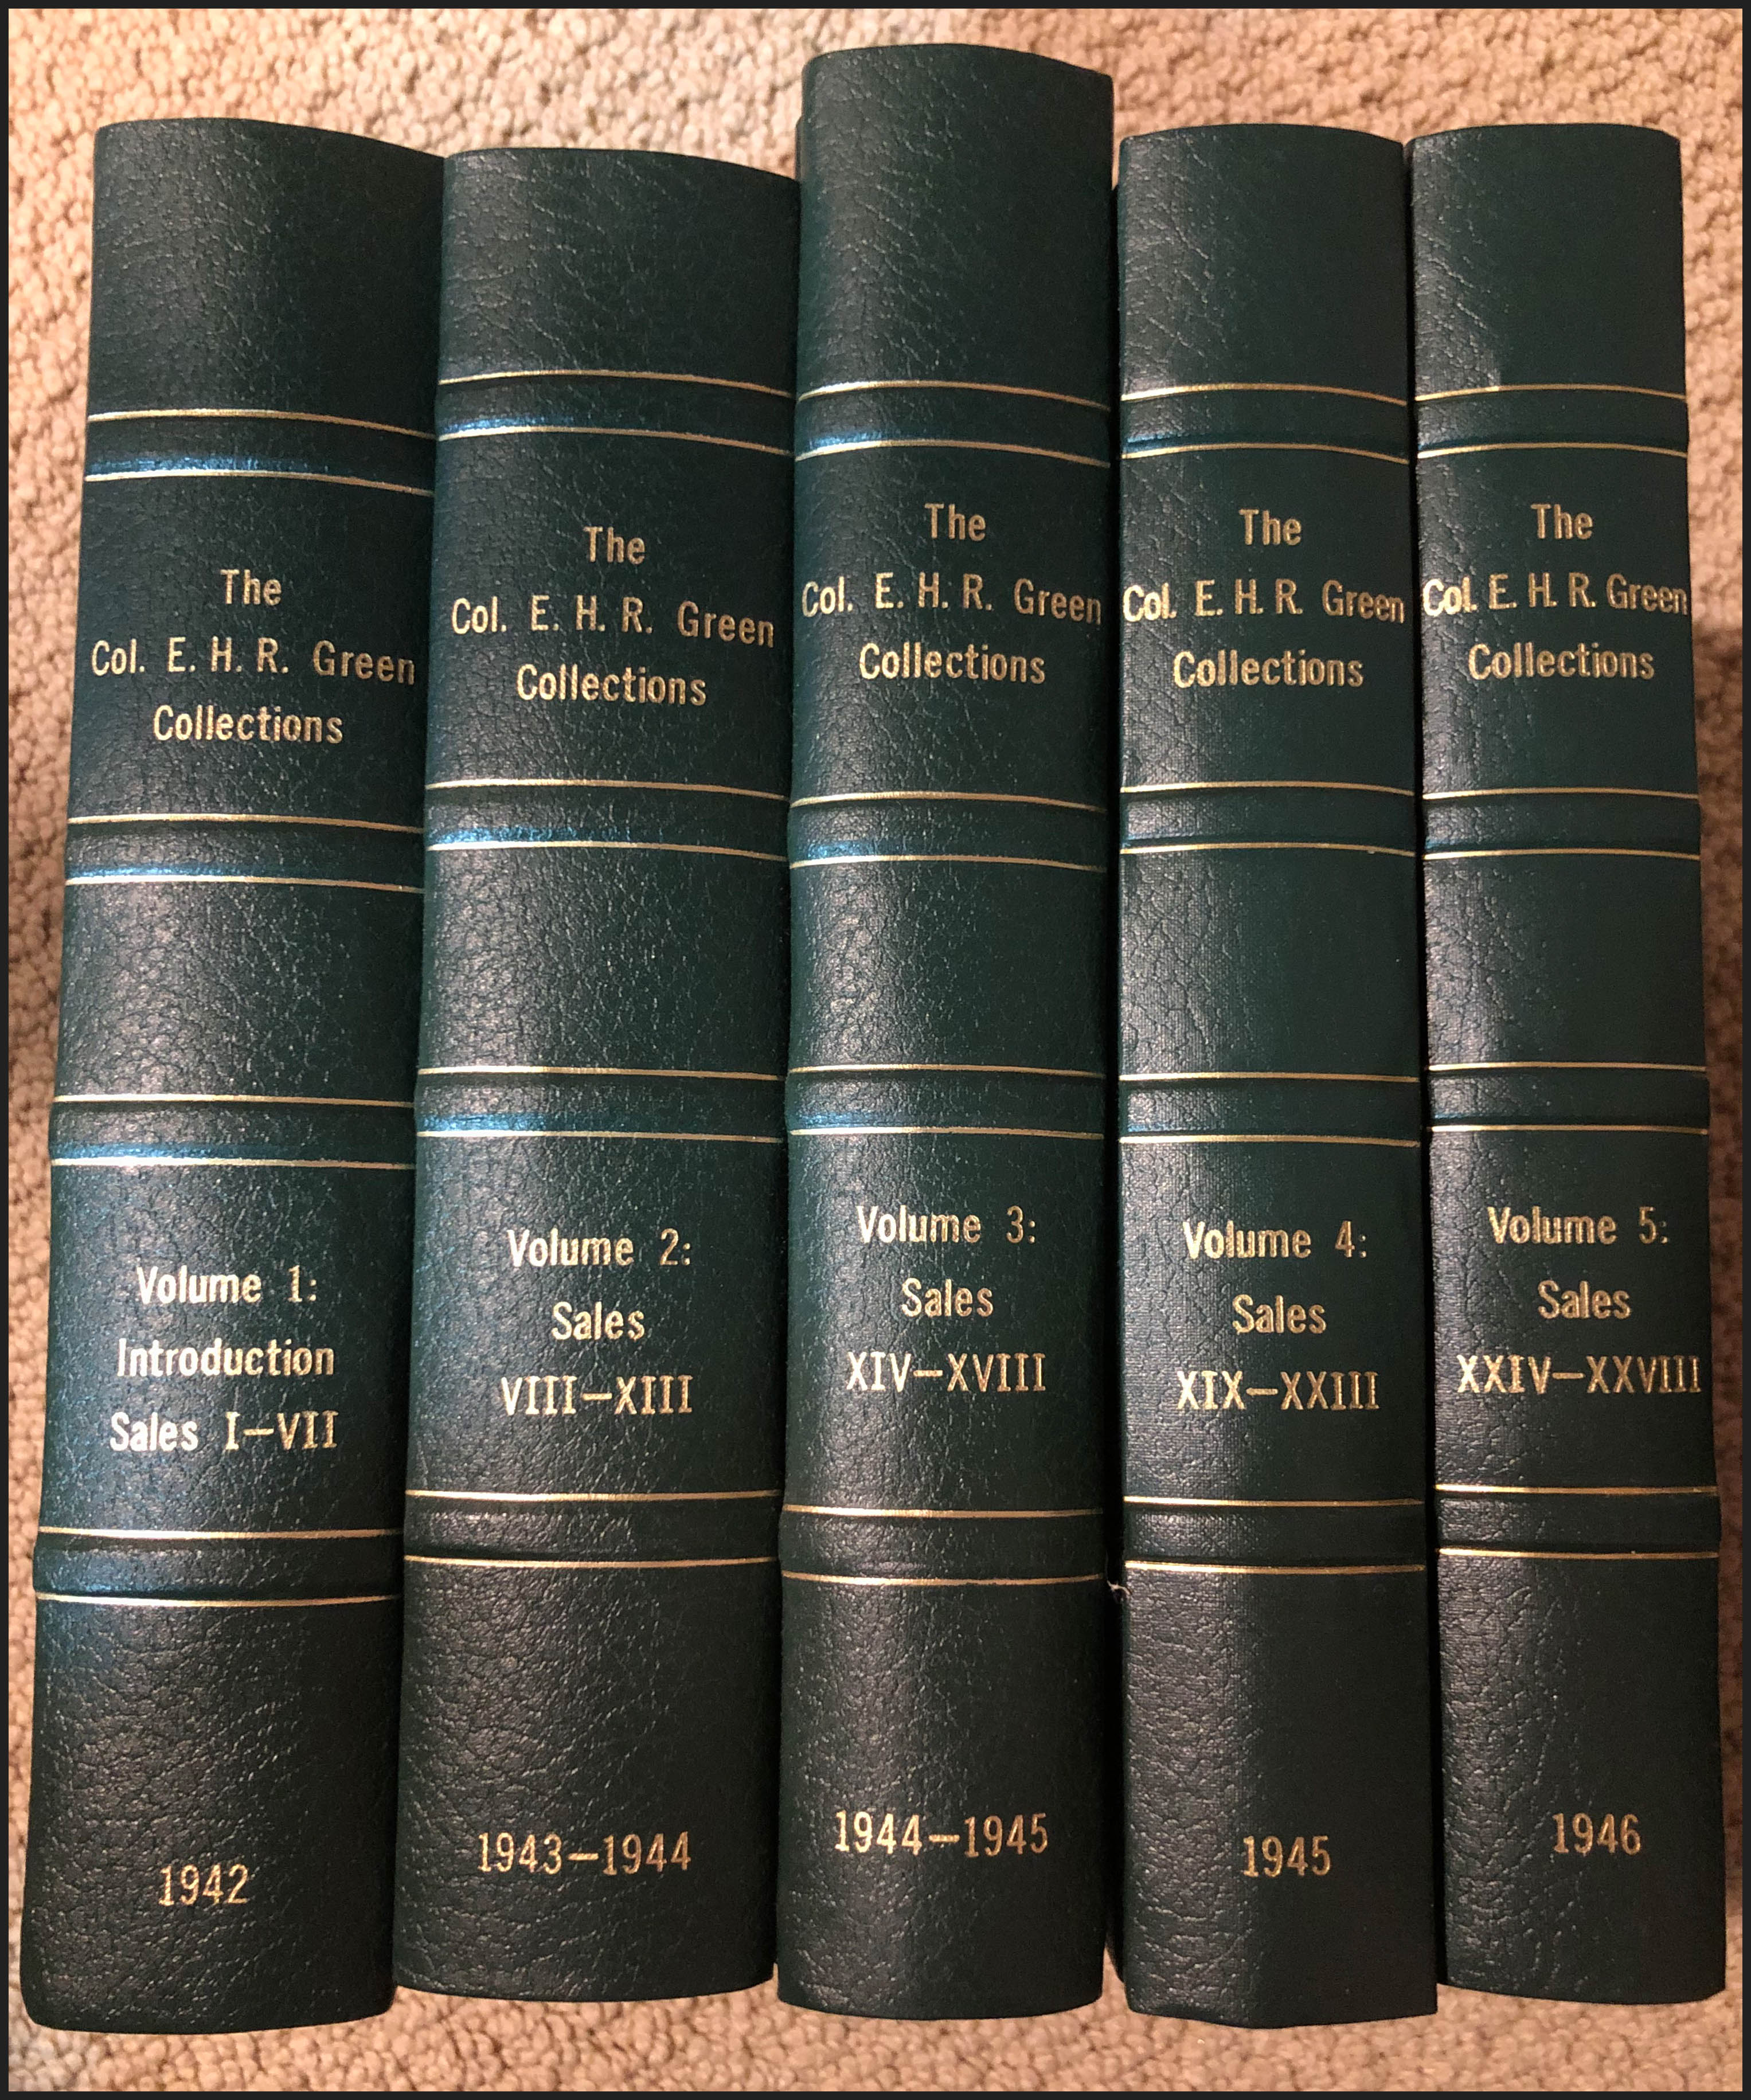 The
Col. E. H. R. Green
Collections
Volume 1:
Introduction
Sales I–VII
1942
The
Col. E. H. R. Green
Collections
Volume 2:
Sales
VIII–XIII
1943–1944
The
Col. E. H. R. Green
Collections
Volume 3:
Sales
XIV–XVIII
1944–1945
The
Col. E. H. R. Green
Collections
Volume 4:
Sales
XIX–XXIII
1945
The
Col. E. H. R. Green
Collections
Volume 5:
Sales
XXIV–XXVIII
1946